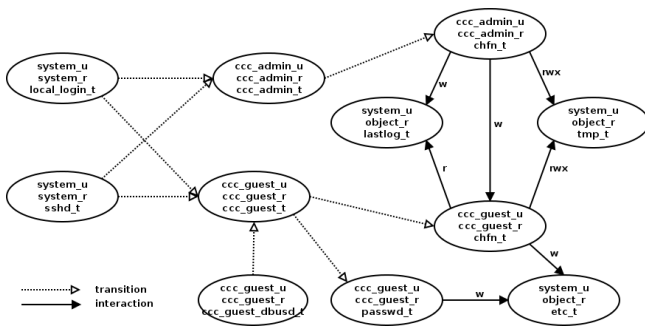 ccc_admin_u
ccc_admin_r
chfn_t
system_u
system_r
local_login_t
ccc_admin_u
ccc_admin_r
ccc_admin_t
w
rwx
system_u
object_r
lastlog_t
w
system_u
object_r
tmp_t
r
rwx
system_u
system_r
sshd_t
ccc_guest_u
ccc_guest_r
ccc_guest_t
ccc_guest_u
ccc_guest_r
chfn_t
w
transition
interaction
ccc_guest_u
ccc_guest_r
ccc_guest_dbusd_t
ccc_guest_u
ccc_guest_r
passwd_t
w
system_u
object_r
etc_t